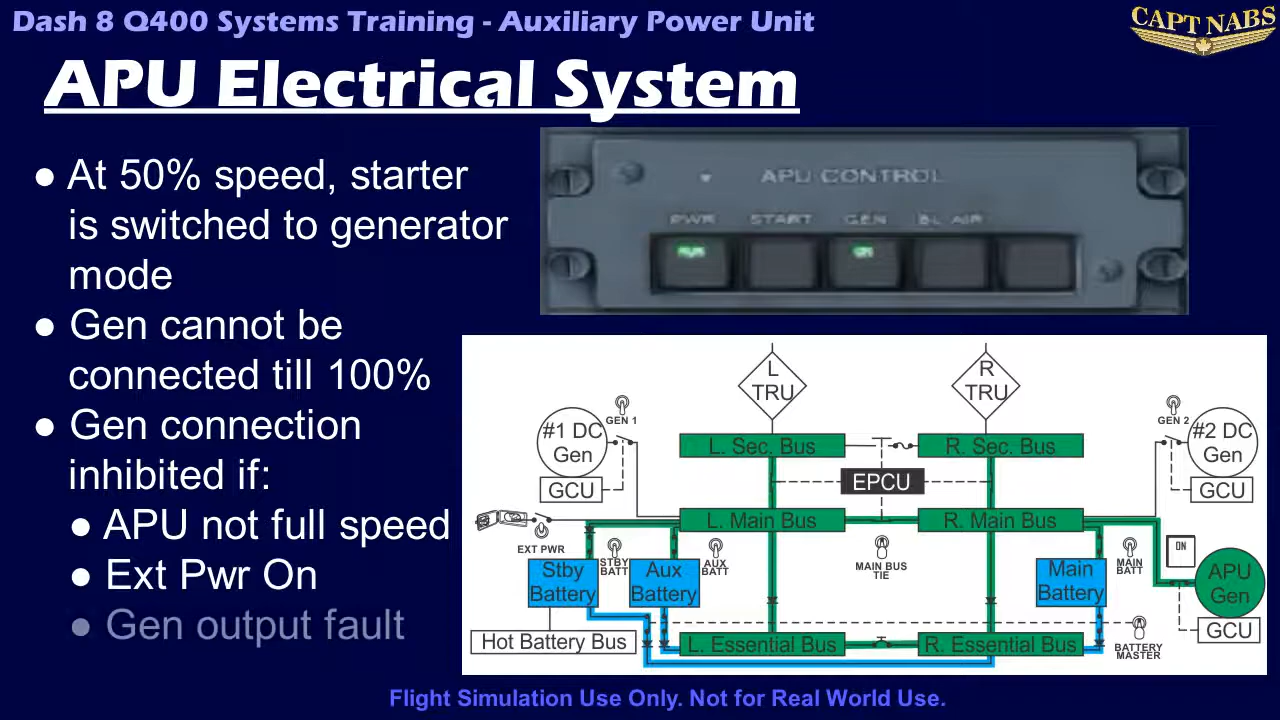 Dash 8 Q400 Systems Training - Auxiliary Power Unit
CAPT NABS
APU Electrical System
● At 50% speed, starter
is switched to generator
mode
● Gen cannot be
connected till 100%
● Gen connection
inhibited if:
● APU not full speed
● Ext Pwr On
● Gen output fault
APU CONTROL
PWR START GEN BL AIR
ON
L
TRU
R
TRU
GEN 1
GEN 2
#1 DC
Gen
GCU
#2 DC
Gen
GCU
L. Sec. Bus
R. Sec. Bus
EPCU
L. Main Bus
R. Main Bus
EXT PWR
STBY
BATT
AUX
BATT
MAIN BUS
TIE
MAIN
BATT
ON
Stby
Battery
Aux
Battery
Main
Battery
APU
Gen
GCU
Hot Battery Bus
L. Essential Bus
R. Essential Bus
BATTERY
MASTER
Flight Simulation Use Only. Not for Real World Use.